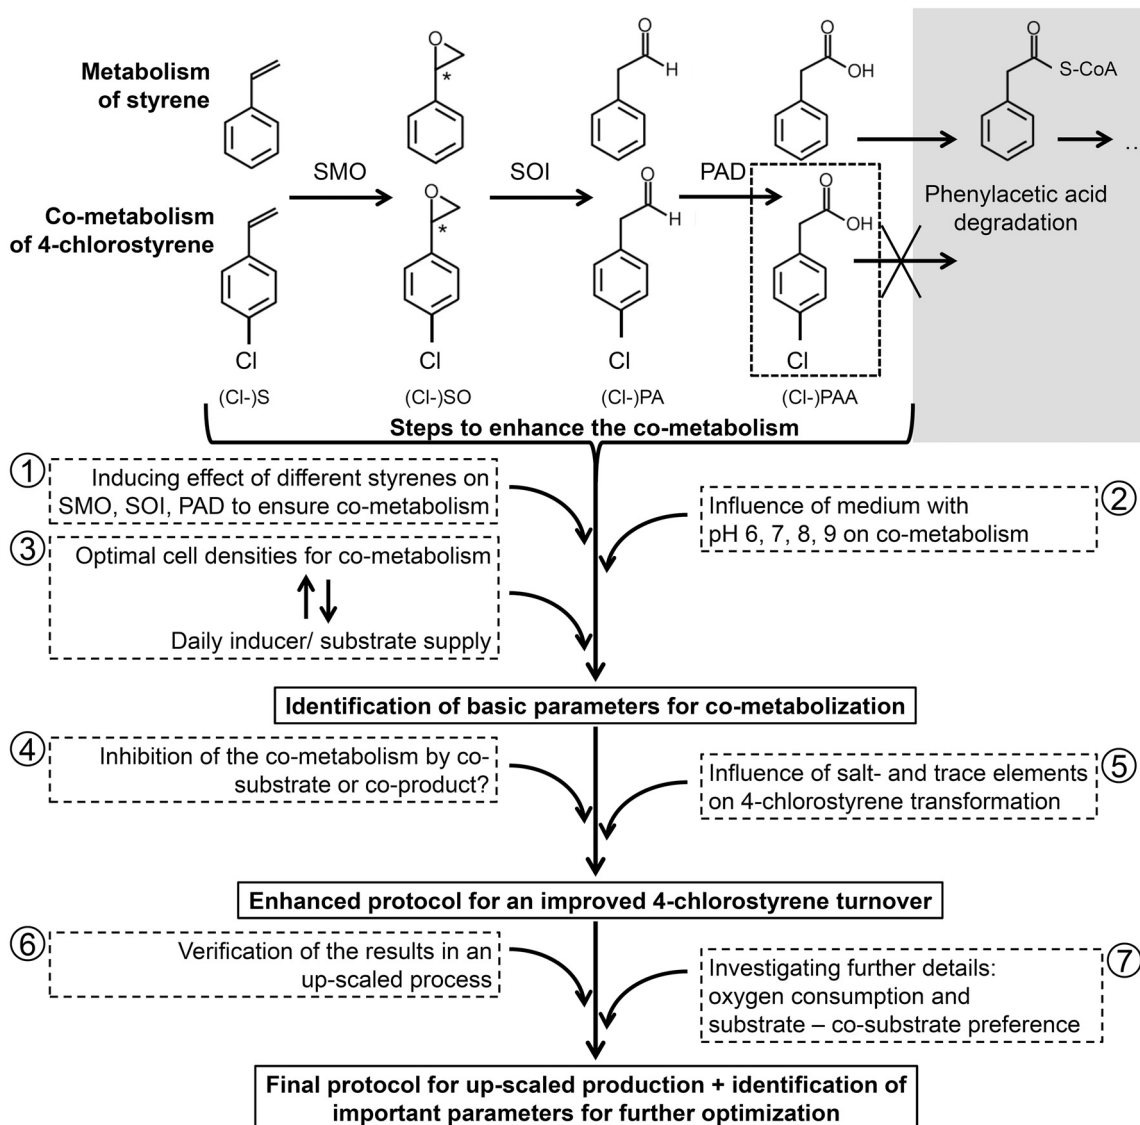 Metabolism
of styrene
O
*
O
H
O
OH
O
S-CoA
...
SMO
SOI
PAD
Phenylacetic acid
degradation
Co-metabolism
of 4-chlorostyrene
Cl
O
*
Cl
O
H
Cl
O
OH
Cl
(Cl-)S
(Cl-)SO
(Cl-)PA
(Cl-)PAA
Steps to enhance the co-metabolism
1
Inducing effect of different styrenes on
SMO, SOI, PAD to ensure co-metabolism
2
Influence of medium with
pH 6, 7, 8, 9 on co-metabolism
3
Optimal cell densities for co-metabolism
Daily inducer/ substrate supply
Identification of basic parameters for co-metabolization
4
Inhibition of the co-metabolism by co-
substrate or co-product?
5
Influence of salt- and trace elements
on 4-chlorostyrene transformation
Enhanced protocol for an improved 4-chlorostyrene turnover
6
Verification of the results in an
up-scaled process
7
Investigating further details:
oxygen consumption and
substrate – co-substrate preference
Final protocol for up-scaled production + identification of
important parameters for further optimization